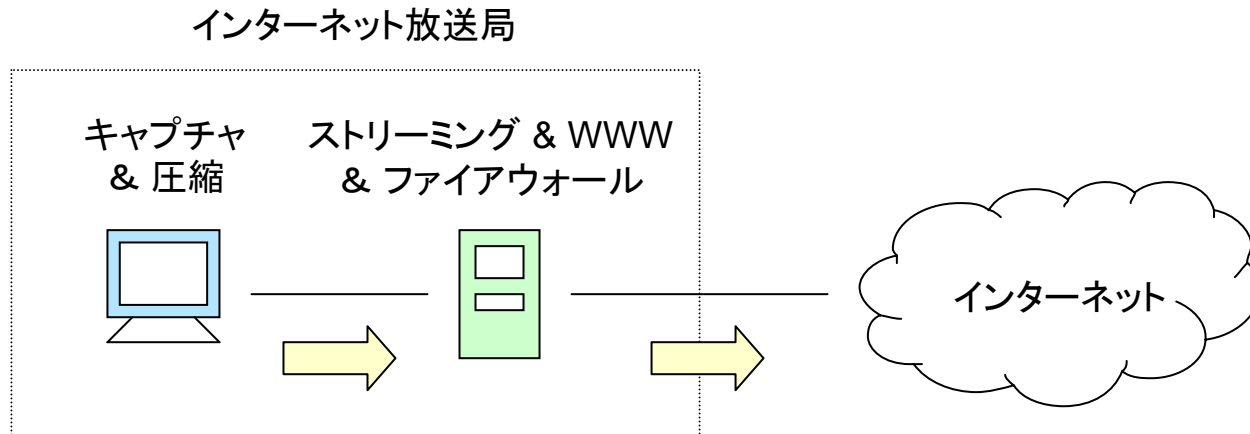 インターネット放送局
キャプチャ
& 圧縮
ストリーミング & WWW
& ファイアウォール
インターネット